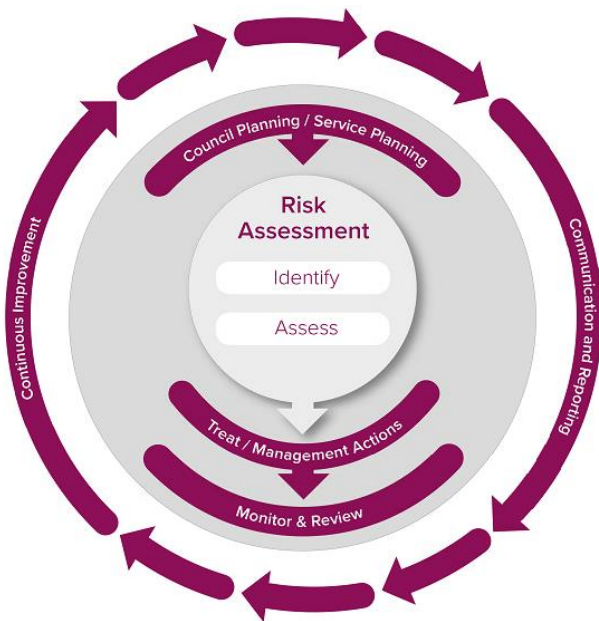 Council Planning / Service Planning
Risk
Assessment
Identify
Assess
Treat / Management Actions
Monitor & Review
Continuous Improvement
Communication and Reporting